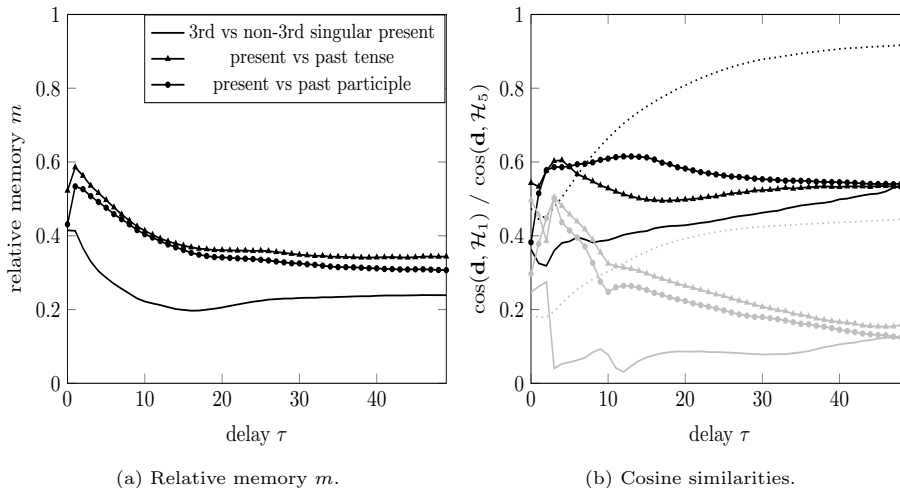 3rd vs non-3rd singular present
present vs past tense
present vs past participle
relative memory m
1
0.8
0.6
0.4
0.2
0
0
10
20
30
40
delay τ
(a) Relative memory m.
cos(d, H₁) / cos(d, H₅)
1
0.8
0.6
0.4
0.2
0
0
10
20
30
40
delay τ
(b) Cosine similarities.